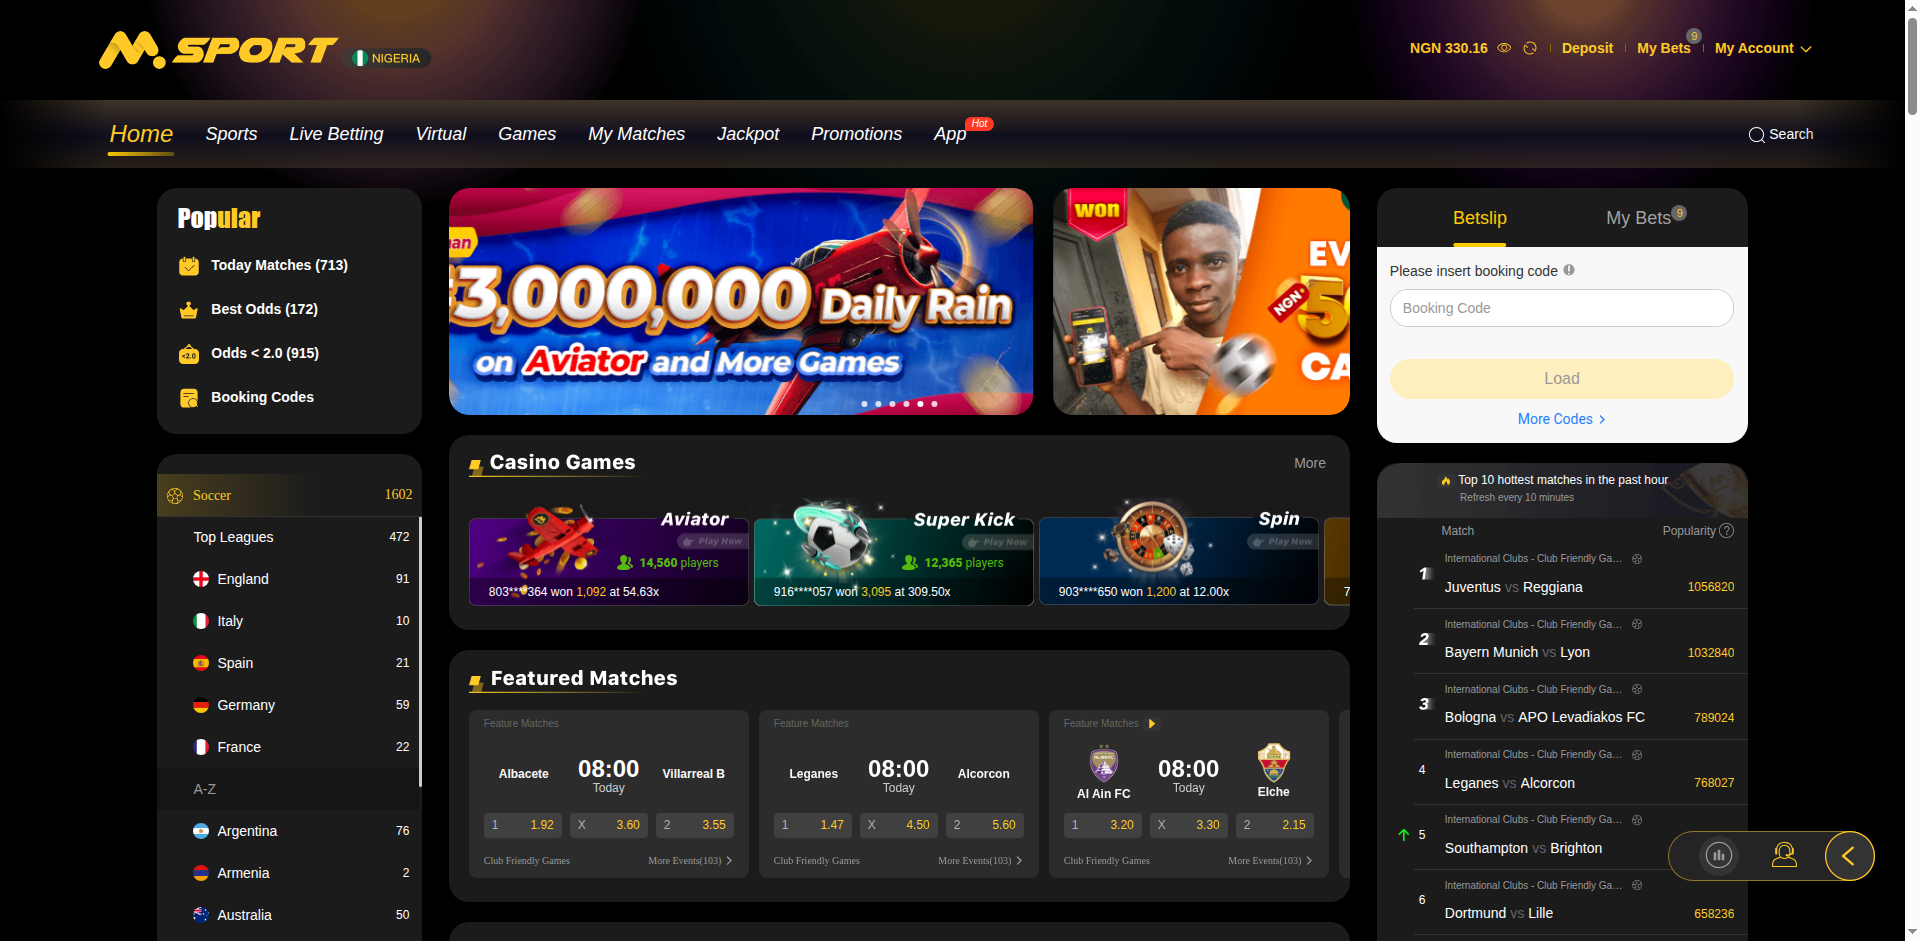 M.SPORT
NIGERIA
NGN 330.16
Deposit
My Bets
9
My Account
Home
Sports
Live Betting
Virtual
Games
My Matches
Jackpot
Promotions
App
Hot
Search
Popular
Today Matches (713)
Best Odds (172)
<2.0
Odds < 2.0 (915)
Booking Codes
Soccer
1602
Top Leagues
472
England
91
Italy
10
Spain
21
Germany
59
France
22
A-Z
Argentina
76
Armenia
2
Australia
50
3,000,000 Daily Rain
on Aviator and More Games
won
NGN
Casino Games
More
Aviator
Play Now
14,560 players
803****364 won 1,092 at 54.63x
Super Kick
Play Now
12,365 players
916****057 won 3,095 at 309.50x
Spin
Play Now
903****650 won 1,200 at 12.00x
7
Featured Matches
Feature Matches
Albacete
08:00
Today
Villarreal B
1 1.92
X 3.60
2 3.55
Club Friendly Games
More Events(103)
Feature Matches
Leganes
08:00
Today
Alcorcon
1 1.47
X 4.50
2 5.60
Club Friendly Games
More Events(103)
Feature Matches
Al Ain FC
08:00
Today
Elche
1 3.20
X 3.30
2 2.15
Club Friendly Games
More Events(103)
Betslip
My Bets
9
Please insert booking code
Booking Code
Load
More Codes
Top 10 hottest matches in the past hour
Refresh every 10 minutes
Match
Popularity ?
International Clubs - Club Friendly Ga...
1
Juventus vs Reggiana
1056820
International Clubs - Club Friendly Ga...
2
Bayern Munich vs Lyon
1032840
International Clubs - Club Friendly Ga...
3
Bologna vs APO Levadiakos FC
789024
International Clubs - Club Friendly Ga...
4
Leganes vs Alcorcon
768027
International Clubs - Club Friendly Ga...
5
Southampton vs Brighton
International Clubs - Club Friendly Ga...
6
Dortmund vs Lille
658236